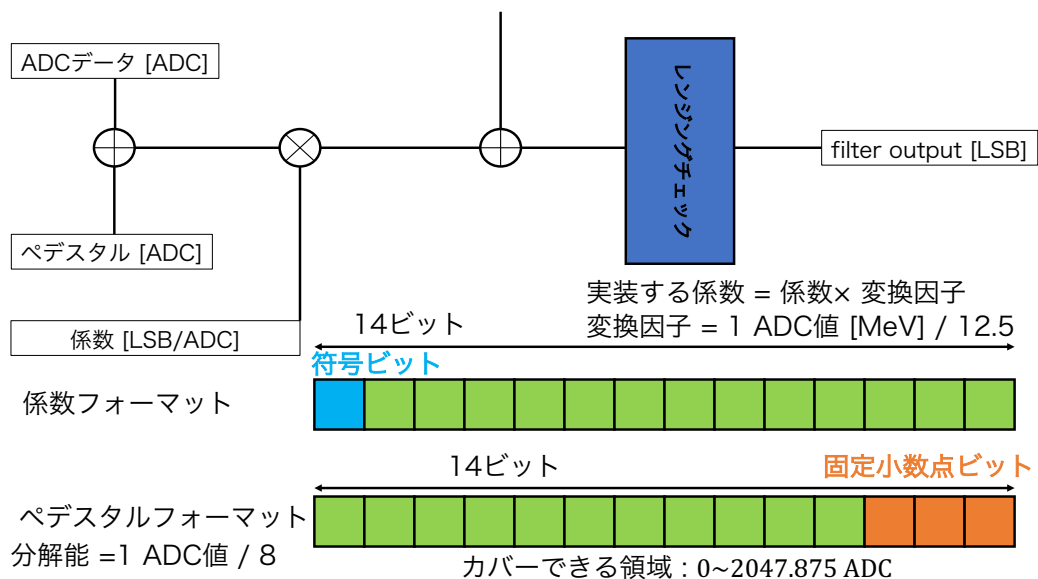 ADCデータ [ADC]
レンジングチェック
filter output [LSB]
ペデスタル [ADC]
実装する係数 = 係数× 変換因子
変換因子 = 1 ADC値 [MeV] / 12.5
14ビット
係数 [LSB/ADC]
符号ビット
係数フォーマット
14ビット
固定小数点ビット
ペデスタルフォーマット
分解能 =1 ADC値 / 8
カバーできる領域 : 0~2047.875 ADC